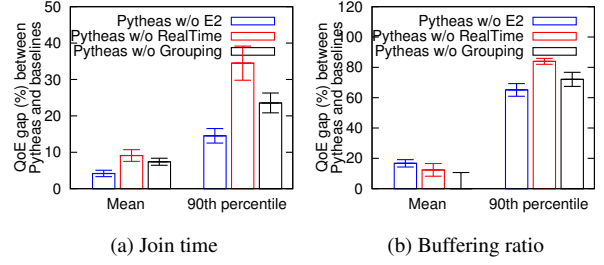 Pytheas w/o E2
Pytheas w/o RealTime
Pytheas w/o Grouping
QoE gap (%) between
Pytheas and baselines
50
40
30
20
10
0
Mean
90th percentile
(a) Join time
Pytheas w/o E2
Pytheas w/o RealTime
Pytheas w/o Grouping
QoE gap (%) between
Pytheas and baselines
120
100
80
60
40
20
0
Mean
90th percentile
(b) Buffering ratio